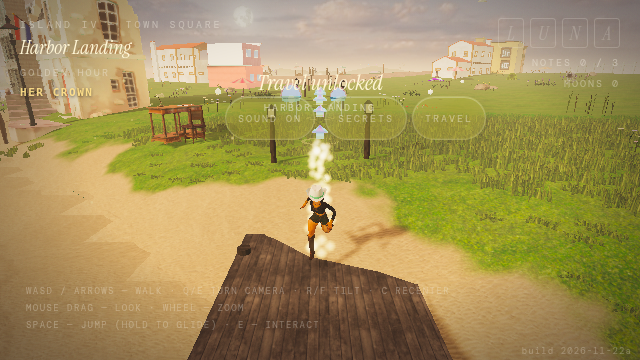 ISLAND IV TOWN SQUARE
Harbor Landing
GOLDEN HOUR
HER CROWN
LUNA
NOTES 0 / 3
MOONS 0
Travel unlocked
HARBOR LANDING
SOUND ON
SECRETS
TRAVEL
WASD / ARROWS - WALK - Q/E TURN CAMERA - R/F TILT - C RECENTER
MOUSE DRAG - LOOK - WHEEL - ZOOM
SPACE - JUMP (HOLD TO GLIDE) - E - INTERACT
build 2026-11-22a